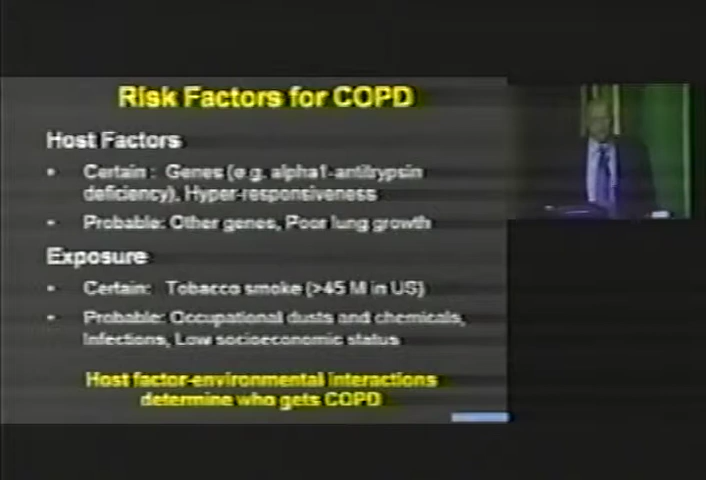 Risk Factors for COPD
Host Factors
• Certain : Genes (e.g. alpha1-antitrypsin
deficiency), Hyper-responsiveness
• Probable: Other genes, Poor lung growth
Exposure
• Certain: Tobacco smoke (>45 M in US)
• Probable: Occupational dusts and chemicals,
Infections, Low socioeconomic status
Host factor-environmental interactions
determine who gets COPD